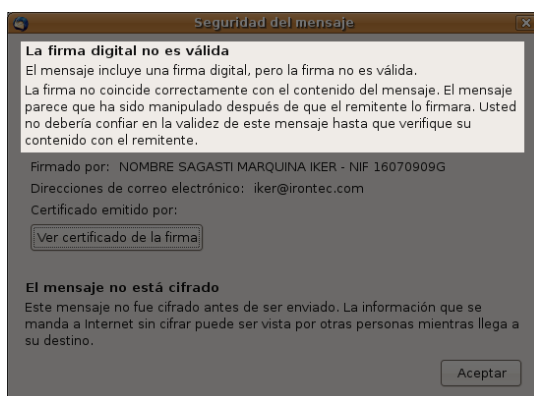 Seguridad del mensaje
La firma digital no es válida
El mensaje incluye una firma digital, pero la firma no es válida.
La firma no coincide correctamente con el contenido del mensaje. El mensaje
parece que ha sido manipulado después de que el remitente lo firmara. Usted
no debería confiar en la validez de este mensaje hasta que verifique su
contenido con el remitente.
Firmado por: NOMBRE SAGASTI MARQUINA IKER - NIF 16070909G
Direcciones de correo electrónico: iker@irontec.com
Certificado emitido por:
Ver certificado de la firma
El mensaje no está cifrado
Este mensaje no fue cifrado antes de ser enviado. La información que se
manda a Internet sin cifrar puede ser vista por otras personas mientras llega a
su destino.
Aceptar